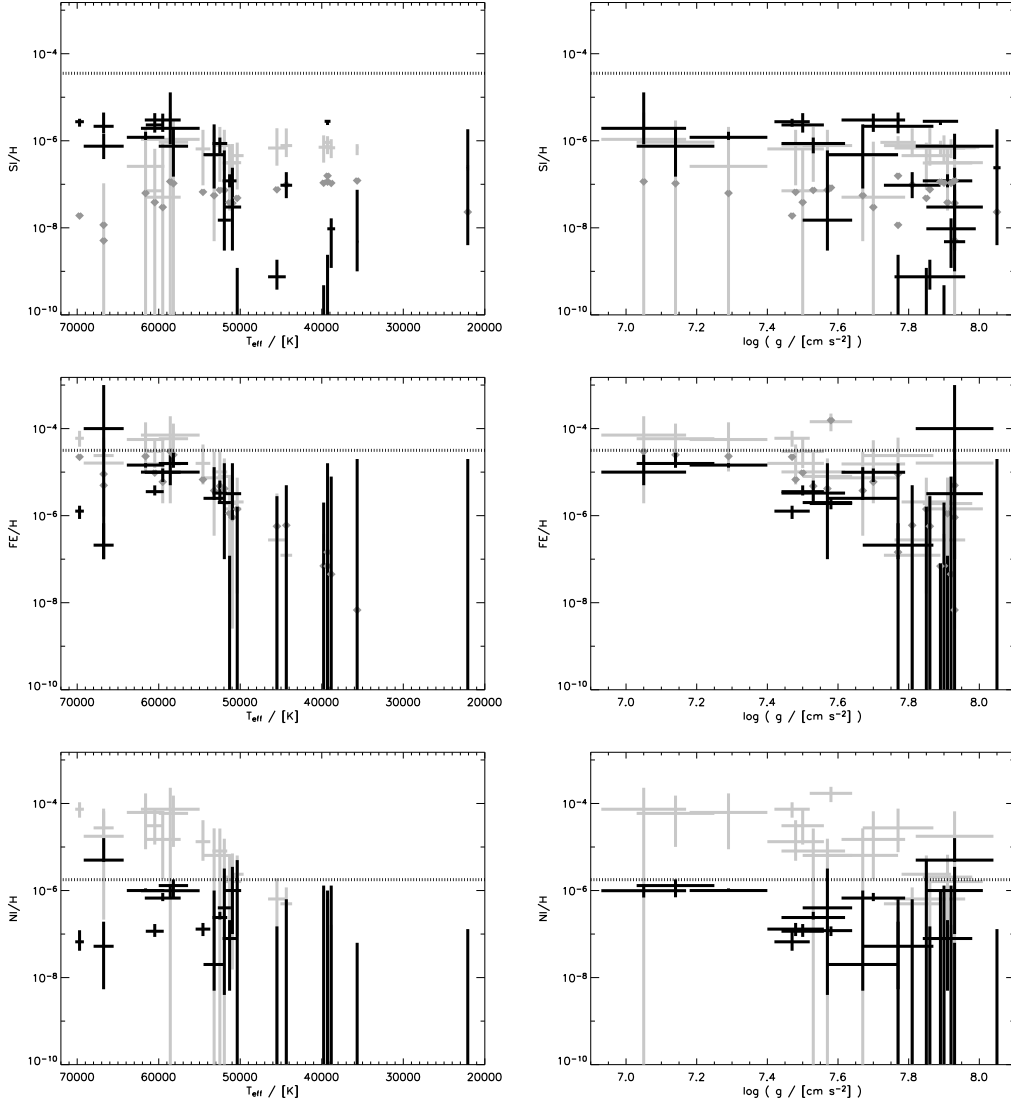 10⁻⁴
10⁻⁶
10⁻⁸
10⁻¹⁰
SI/H
70000 60000 50000 40000 30000 20000
T_eff / [K]
10⁻⁴
10⁻⁶
10⁻⁸
10⁻¹⁰
SI/H
7.0 7.2 7.4 7.6 7.8 8.0
log ( g / [cm s⁻²] )
10⁻⁴
10⁻⁶
10⁻⁸
10⁻¹⁰
FE/H
70000 60000 50000 40000 30000 20000
T_eff / [K]
10⁻⁴
10⁻⁶
10⁻⁸
10⁻¹⁰
FE/H
7.0 7.2 7.4 7.6 7.8 8.0
log ( g / [cm s⁻²] )
10⁻⁴
10⁻⁶
10⁻⁸
10⁻¹⁰
NI/H
70000 60000 50000 40000 30000 20000
T_eff / [K]
10⁻⁴
10⁻⁶
10⁻⁸
10⁻¹⁰
NI/H
7.0 7.2 7.4 7.6 7.8 8.0
log ( g / [cm s⁻²] )